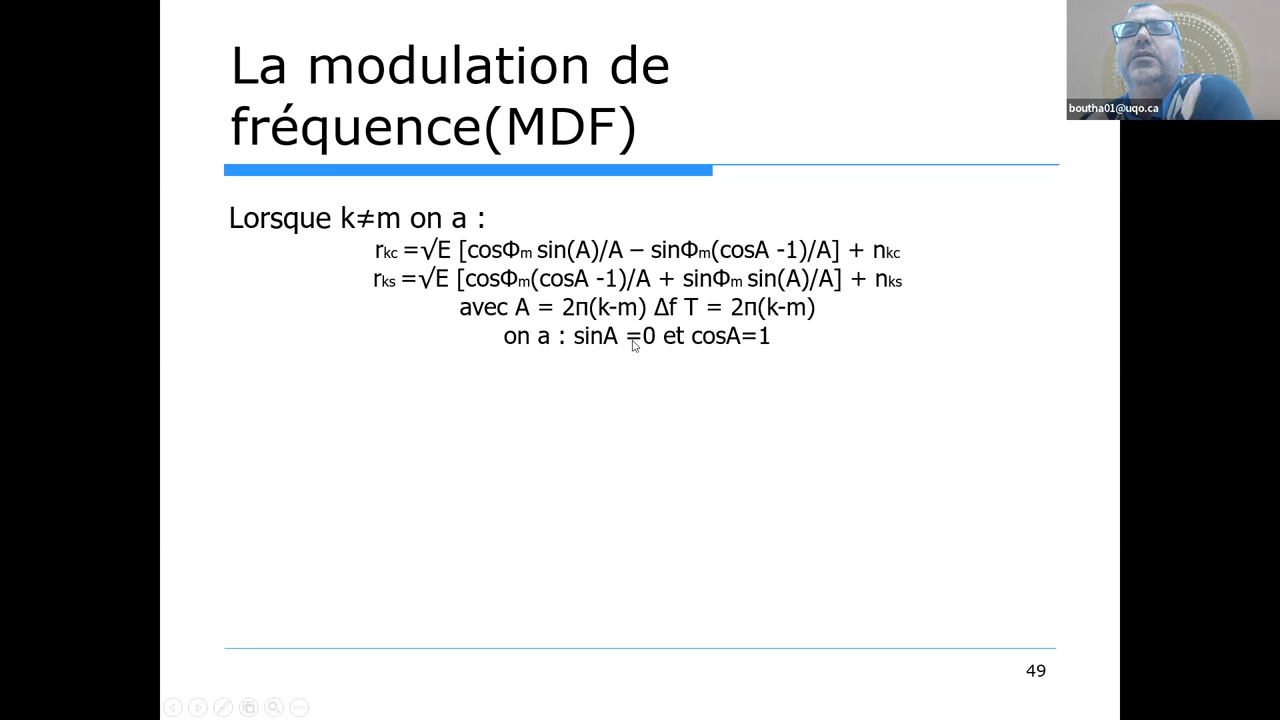 La modulation de
fréquence(MDF)
boutha01@uqo.ca
Lorsque k≠m on a :
rkc =√E [cosΦm sin(A)/A – sinΦm(cosA -1)/A] + nkc
rks =√E [cosΦm(cosA -1)/A + sinΦm sin(A)/A] + nks
avec A = 2π(k-m) Δf T = 2π(k-m)
on a : sinA =0 et cosA=1
49